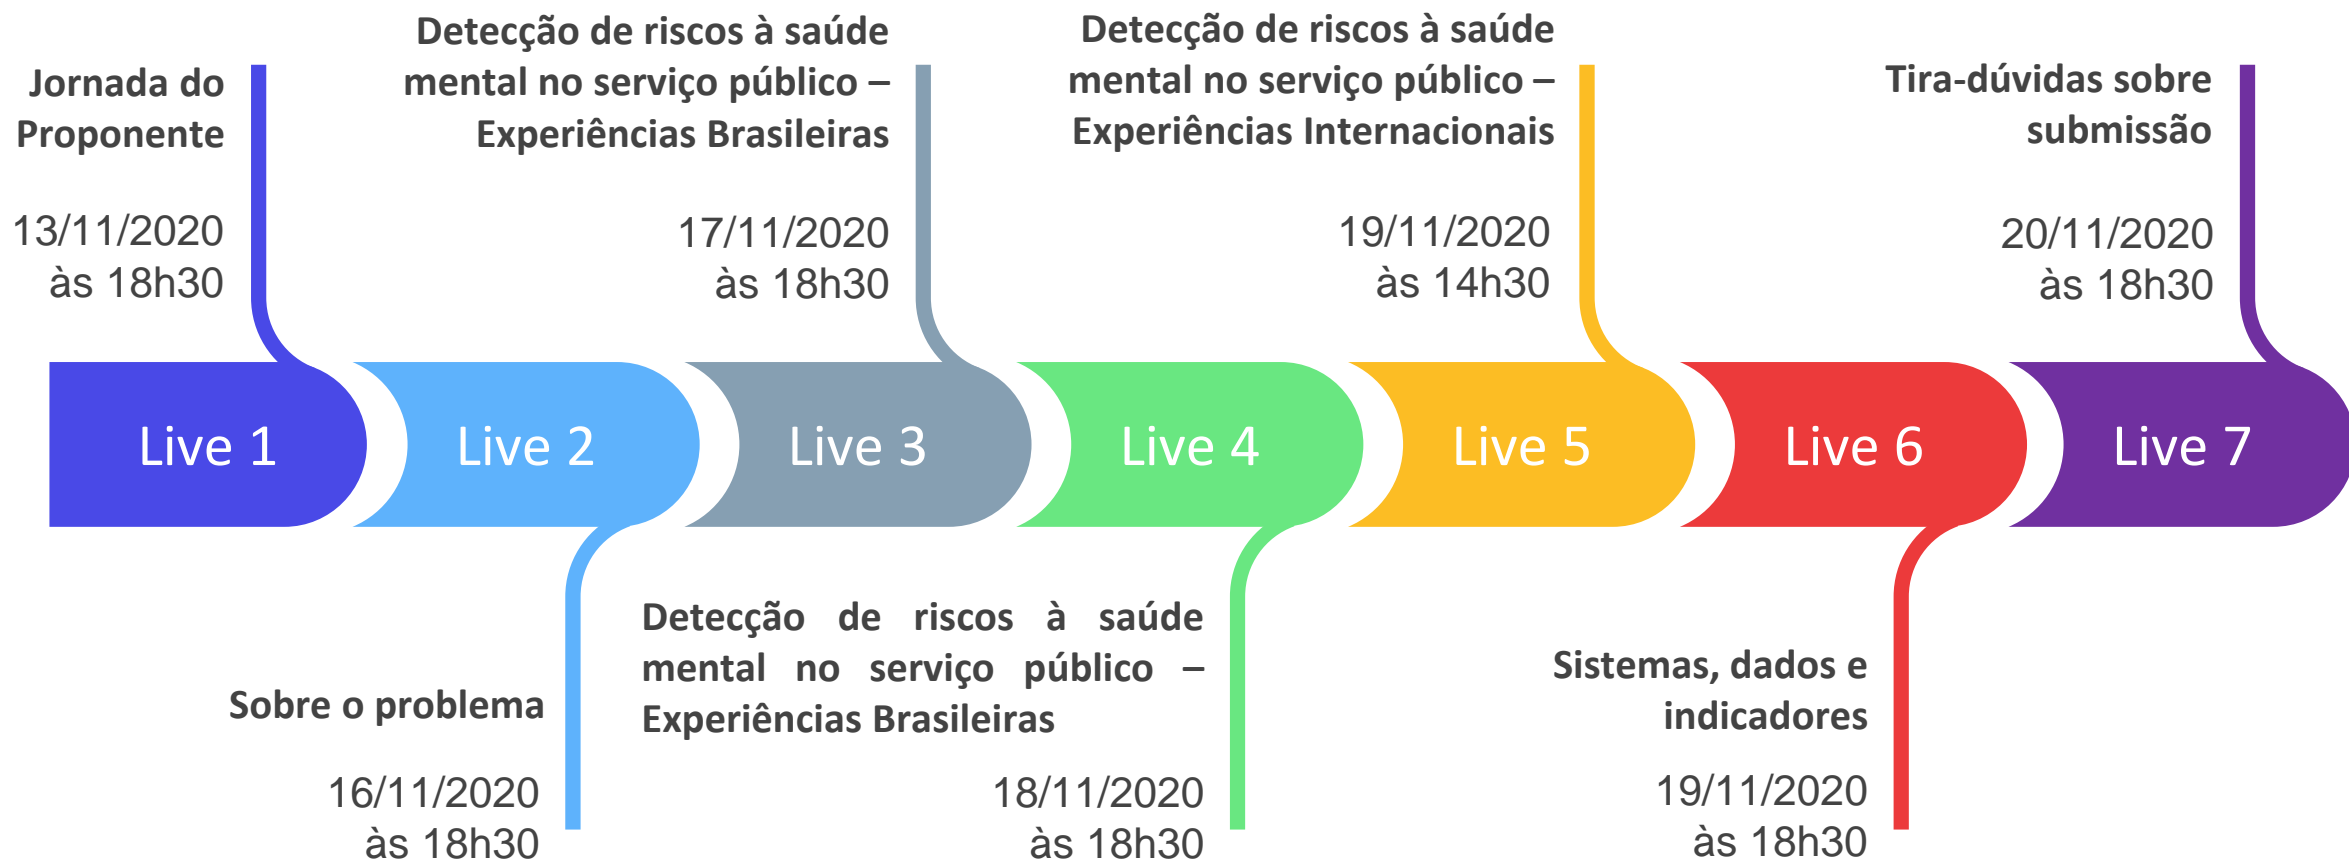 Jornada do
Proponente
13/11/2020
às 18h30
Detecção de riscos à saúde
mental no serviço público –
Experiências Brasileiras
17/11/2020
às 18h30
Detecção de riscos à saúde
mental no serviço público –
Experiências Internacionais
19/11/2020
às 14h30
Tira-dúvidas sobre
submissão
20/11/2020
às 18h30
Live 1
Live 2
Live 3
Live 4
Live 5
Live 6
Live 7
Sobre o problema
16/11/2020
às 18h30
Detecção de riscos à saúde
mental no serviço público –
Experiências Brasileiras
18/11/2020
às 18h30
Sistemas, dados e
indicadores
19/11/2020
às 18h30